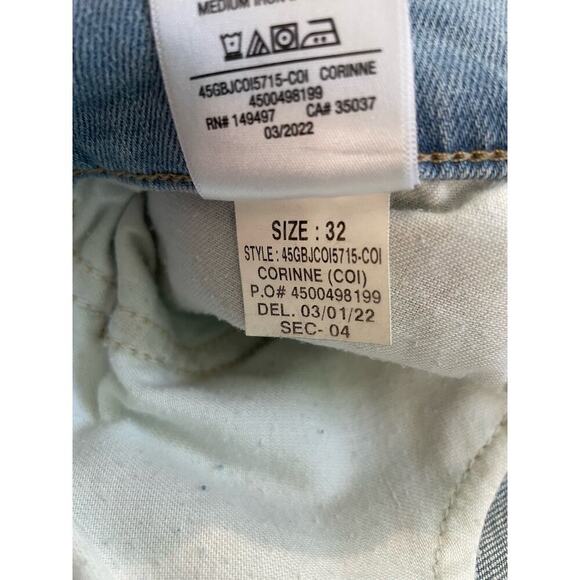 MEDIUM IRON
45GBJCOI5715-COI CORINNE
4500498199
RN# 149497 CA# 35037
03/2022
SIZE : 32
STYLE : 45GBJCOI5715-COI
CORINNE (COI)
P.O# 4500498199
DEL. 03/01/22
SEC- 04